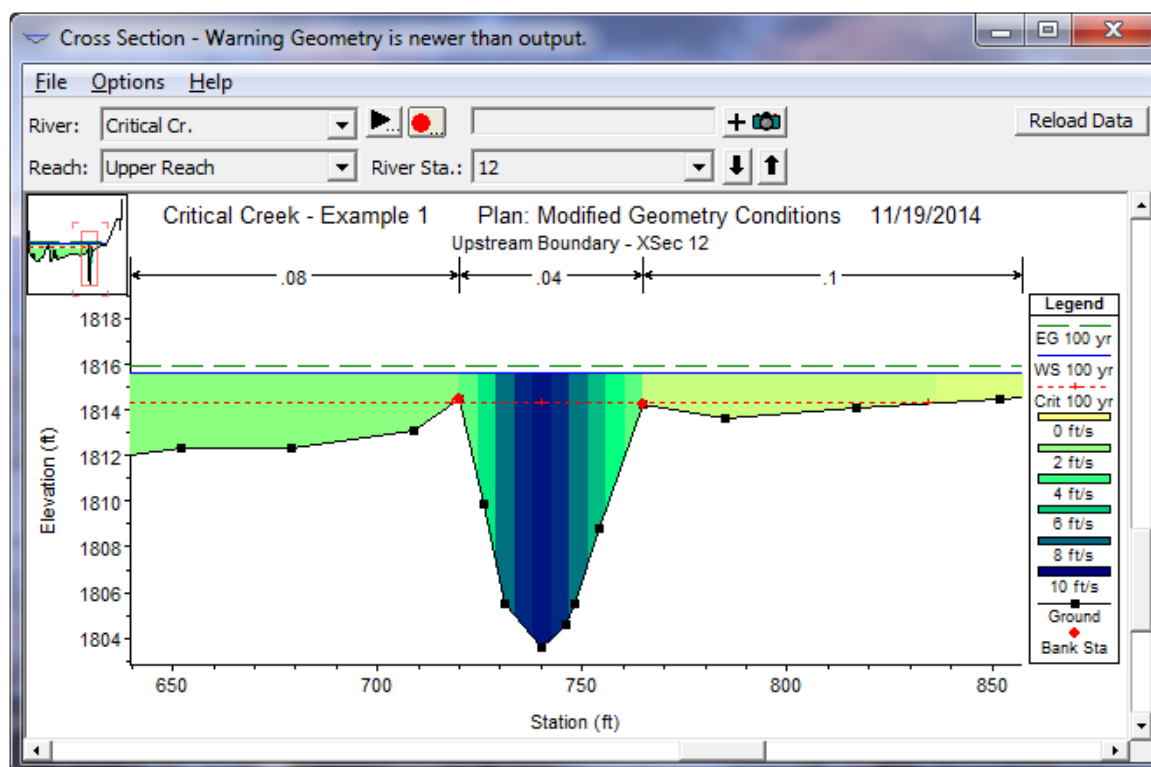 Cross Section - Warning Geometry is newer than output.
File Options Help
River: Critical Cr. ... ... + Reload Data
Reach: Upper Reach River Sta.: 12
Critical Creek - Example 1 Plan: Modified Geometry Conditions 11/19/2014
Upstream Boundary - XSec 12
.08 .04 .1
1818
1816
1814
1812
1810
1808
1806
1804
Elevation (ft)
650 700 750 800 850
Station (ft)
Legend
EG 100 yr
WS 100 yr
Crit 100 yr
0 ft/s
2 ft/s
4 ft/s
6 ft/s
8 ft/s
10 ft/s
Ground
Bank Sta